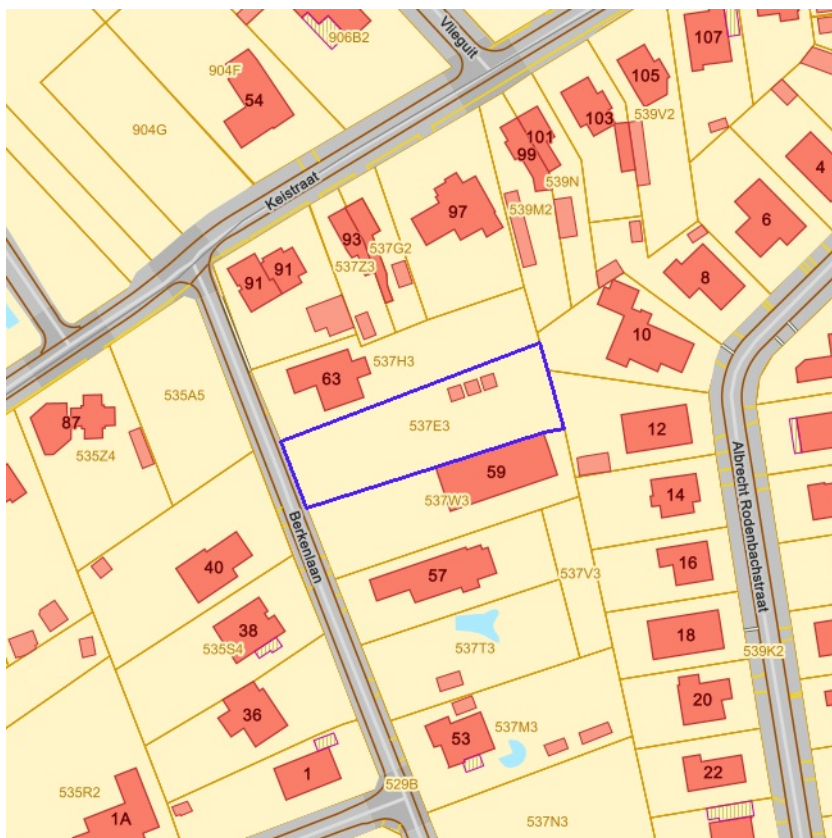 906B2
Vlieguit
107
904F
54
105
904G
103
539V2
101
99
Keistraat
539N
4
97
539M2
6
93
537G2
537Z3
91
91
8
10
537H3
63
535A5
87
537E3
12
Albrecht Rodenbachstraat
535Z4
59
14
537W3
Berkenlaan
40
57
537V3
16
38
18
535S4
537T3
539K2
36
20
537M3
53
1
22
529B
535R2
1A
537N3